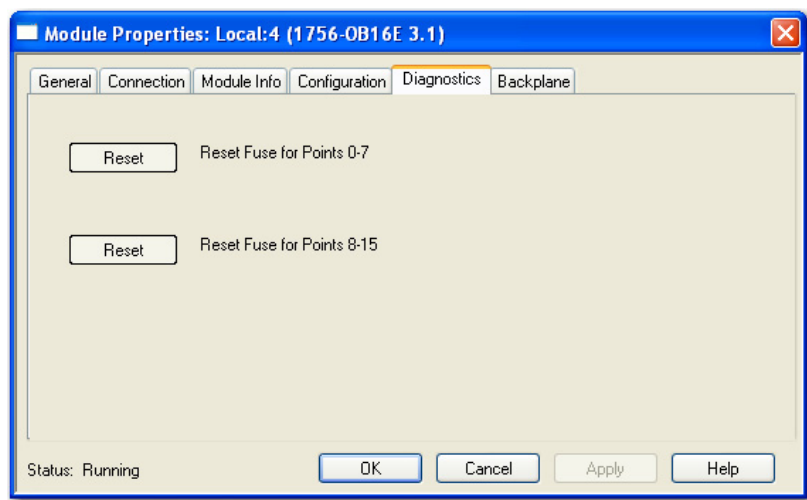 Module Properties: Local:4 (1756-OB16E 3.1)
General Connection Module Info Configuration Diagnostics Backplane
Reset Reset Fuse for Points 0-7
Reset Reset Fuse for Points 8-15
Status: Running OK Cancel Apply Help